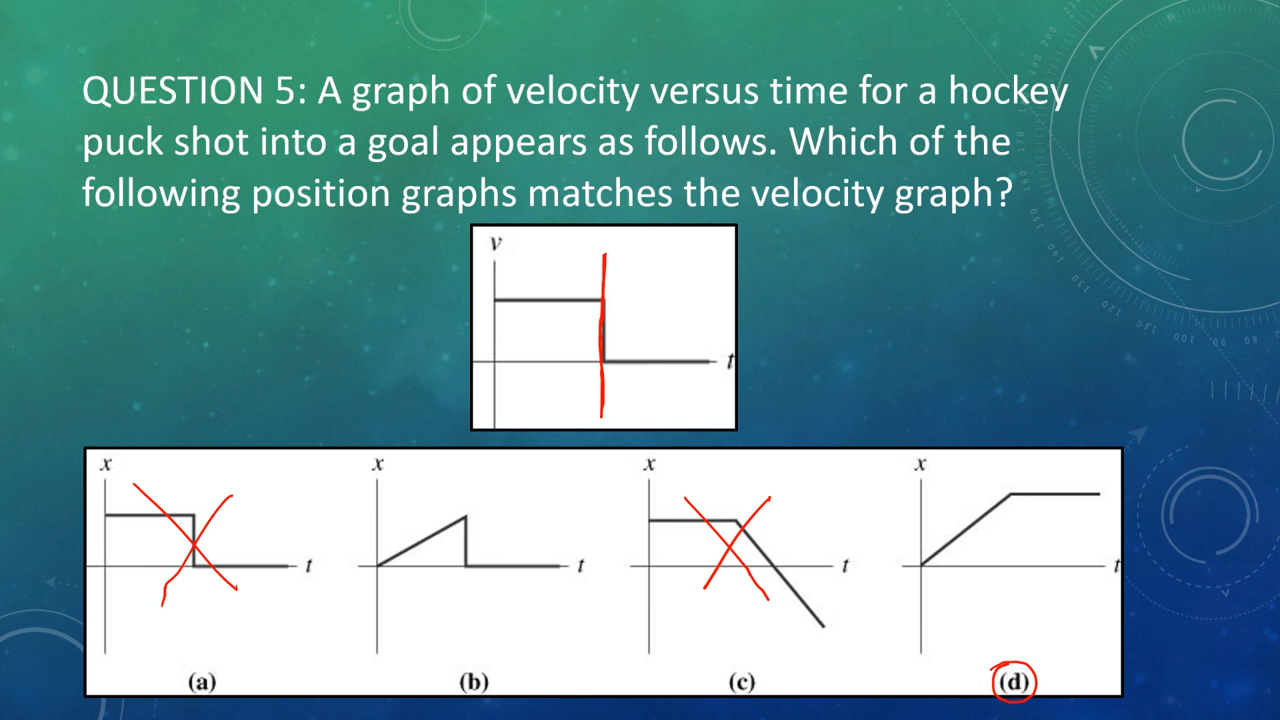 QUESTION 5: A graph of velocity versus time for a hockey
puck shot into a goal appears as follows. Which of the
following position graphs matches the velocity graph?
v
t
x
t
x
t
x
t
x
t
(a)
(b)
(c)
(d)